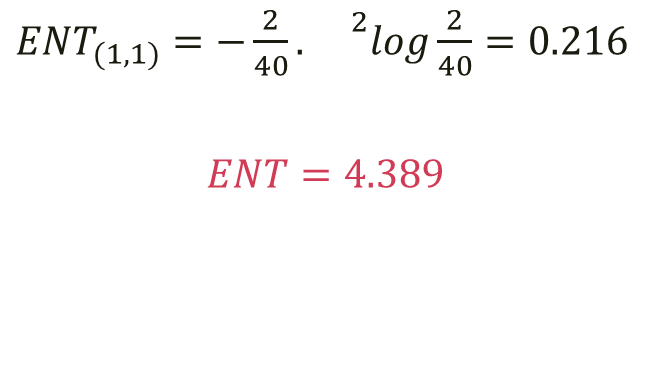 ENT(1,1) = − 2/40 . ²log 2/40 = 0.216
ENT = 4.389